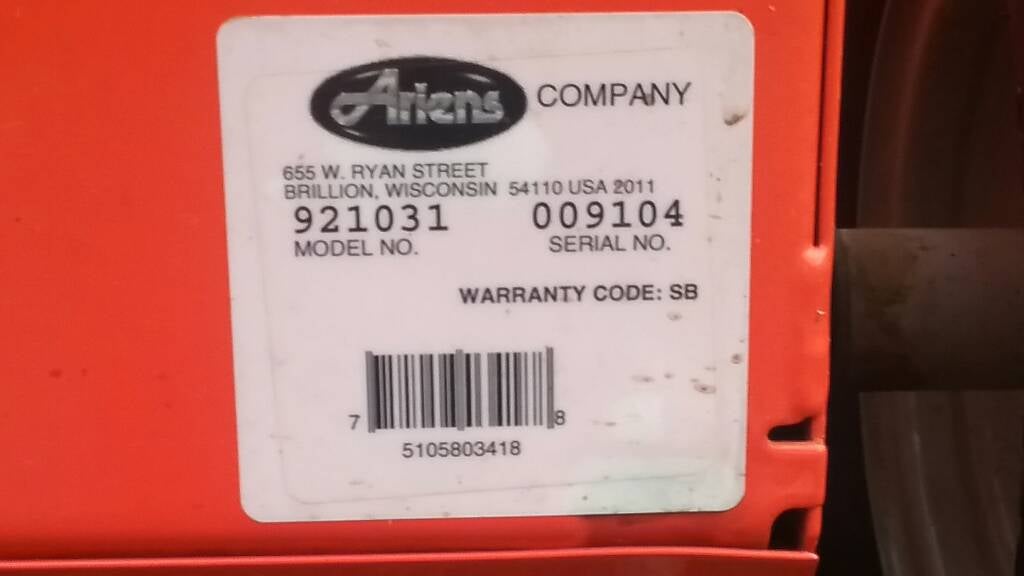 Ariens COMPANY
655 W. RYAN STREET
BRILLION, WISCONSIN 54110 USA 2011
921031 009104
MODEL NO. SERIAL NO.
WARRANTY CODE: SB
7 8
5105803418